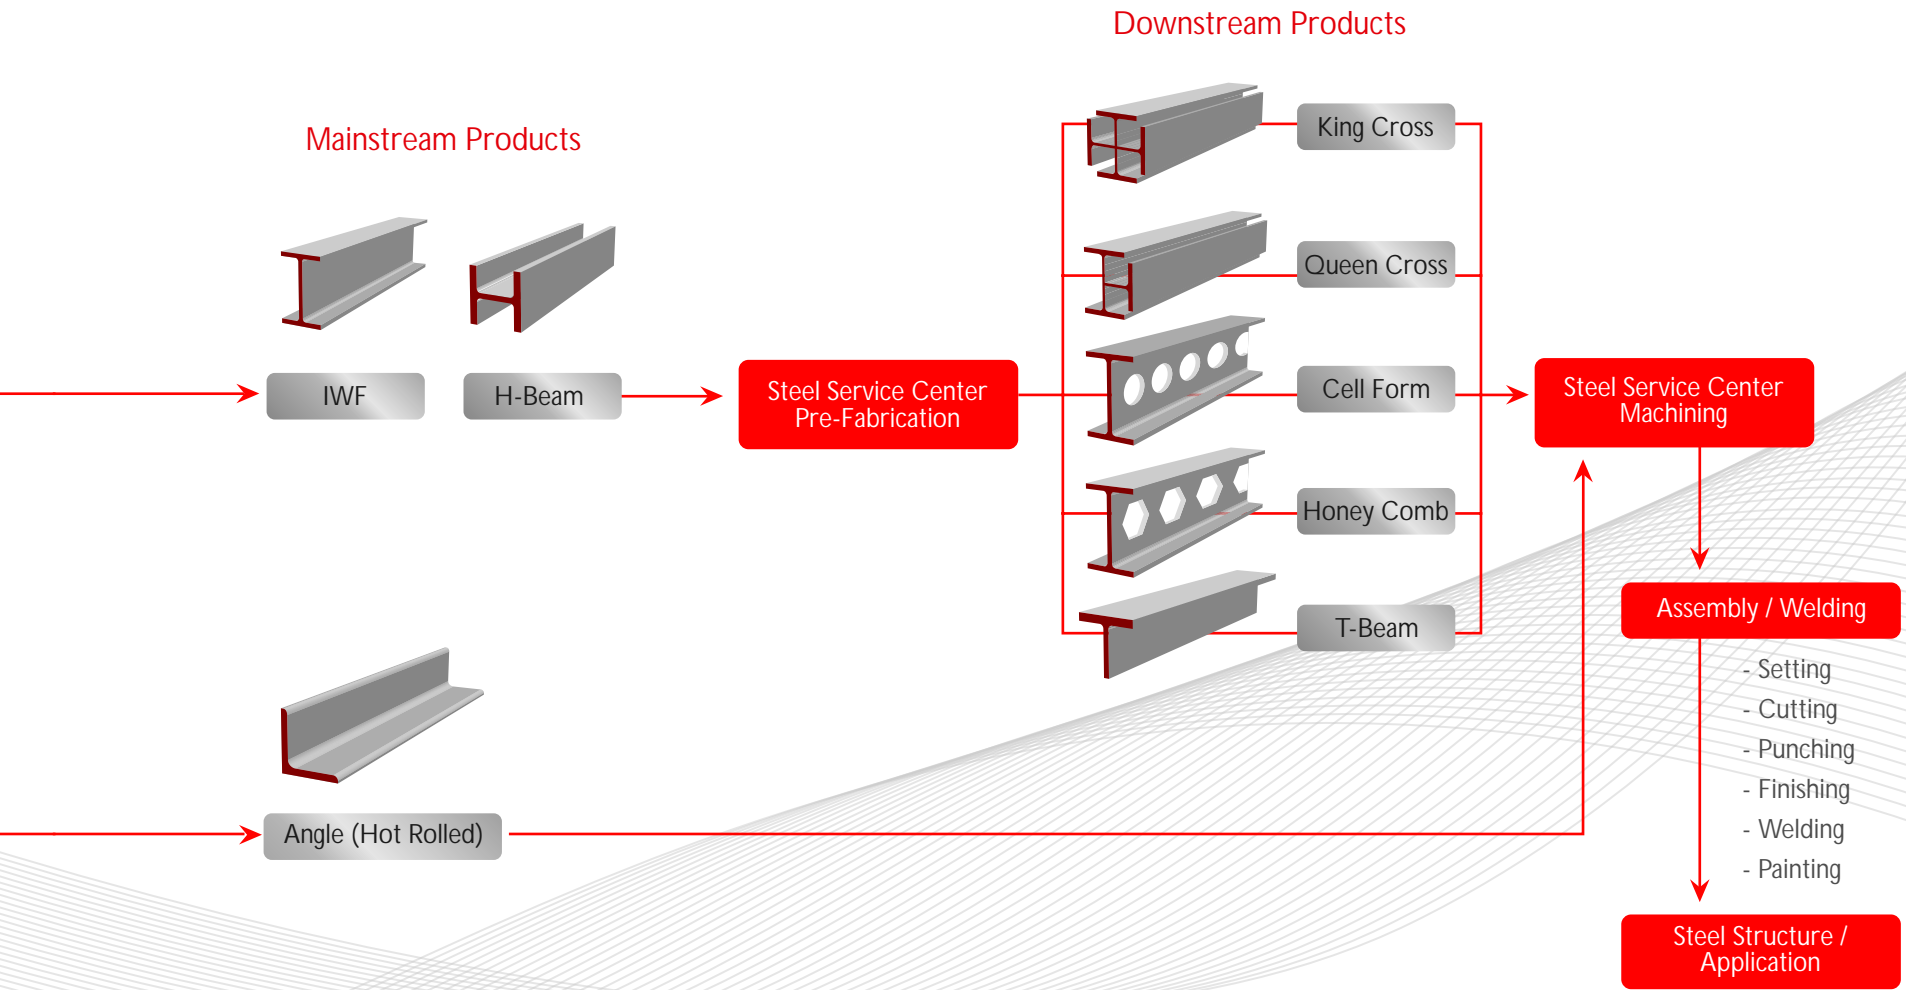 Downstream Products
Mainstream Products
King Cross
Queen Cross
IWF
H-Beam
Steel Service Center
Pre-Fabrication
Cell Form
Steel Service Center
Machining
Honey Comb
T-Beam
Assembly / Welding
- Setting
- Cutting
- Punching
- Finishing
- Welding
- Painting
Angle (Hot Rolled)
Steel Structure /
Application